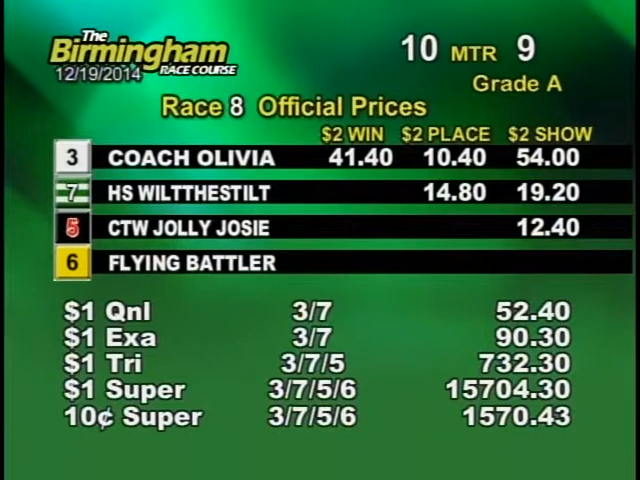 The
Birmingham
RACE COURSE
12/19/2014
10 MTR 9
Grade A
Race 8 Official Prices
$2 WIN $2 PLACE $2 SHOW
3 COACH OLIVIA 41.40 10.40 54.00
7 HS WILTTHESTILT 14.80 19.20
5 CTW JOLLY JOSIE 12.40
6 FLYING BATTLER
$1 Qnl 3/7 52.40
$1 Exa 3/7 90.30
$1 Tri 3/7/5 732.30
$1 Super 3/7/5/6 15704.30
10¢ Super 3/7/5/6 1570.43